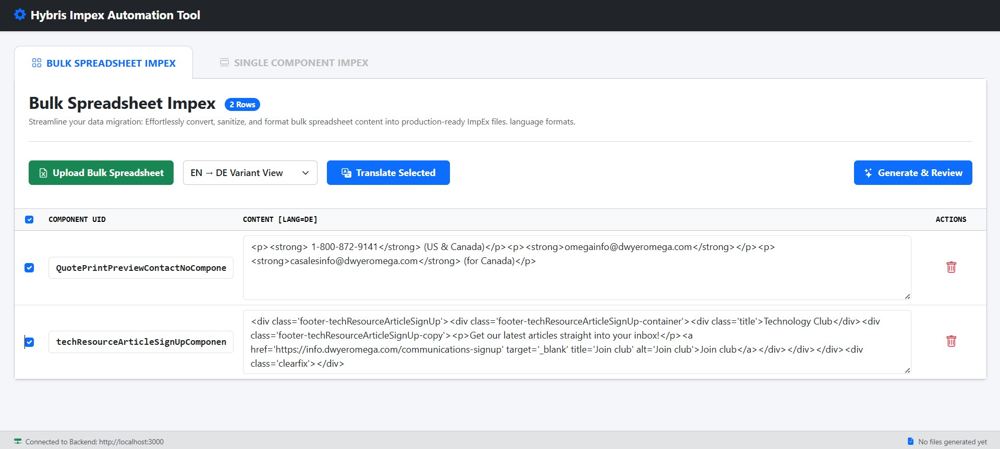 Hybris Impex Automation Tool
BULK SPREADSHEET IMPEX
SINGLE COMPONENT IMPEX
Bulk Spreadsheet Impex
2 Rows
Streamline your data migration: Effortlessly convert, sanitize, and format bulk spreadsheet content into production-ready ImpEx files. language formats.
Upload Bulk Spreadsheet
EN → DE Variant View
Translate Selected
Generate & Review
COMPONENT UID
CONTENT [LANG=DE]
ACTIONS
QuotePrintPreviewContactNoCompone
<p><strong> 1-800-872-9141</strong> (US & Canada)</p><p><strong>omegainfo@dwyeromega.com</strong></p><p>
<strong>casalesinfo@dwyeromega.com</strong> (for Canada)</p>
techResourceArticleSignUpComponen
<div class='footer-techResourceArticleSignUp'><div class='footer-techResourceArticleSignUp-container'><div class='title'>Technology Club</div><div
class='footer-techResourceArticleSignUp-copy'><p>Get our latest articles straight into your inbox!</p><a
href='https://info.dwyeromega.com/communications-signup' target='_blank' title='Join club' alt='Join club'>Join club</a></div></div></div><div
class='clearfix'></div>
Connected to Backend: http://localhost:3000
No files generated yet